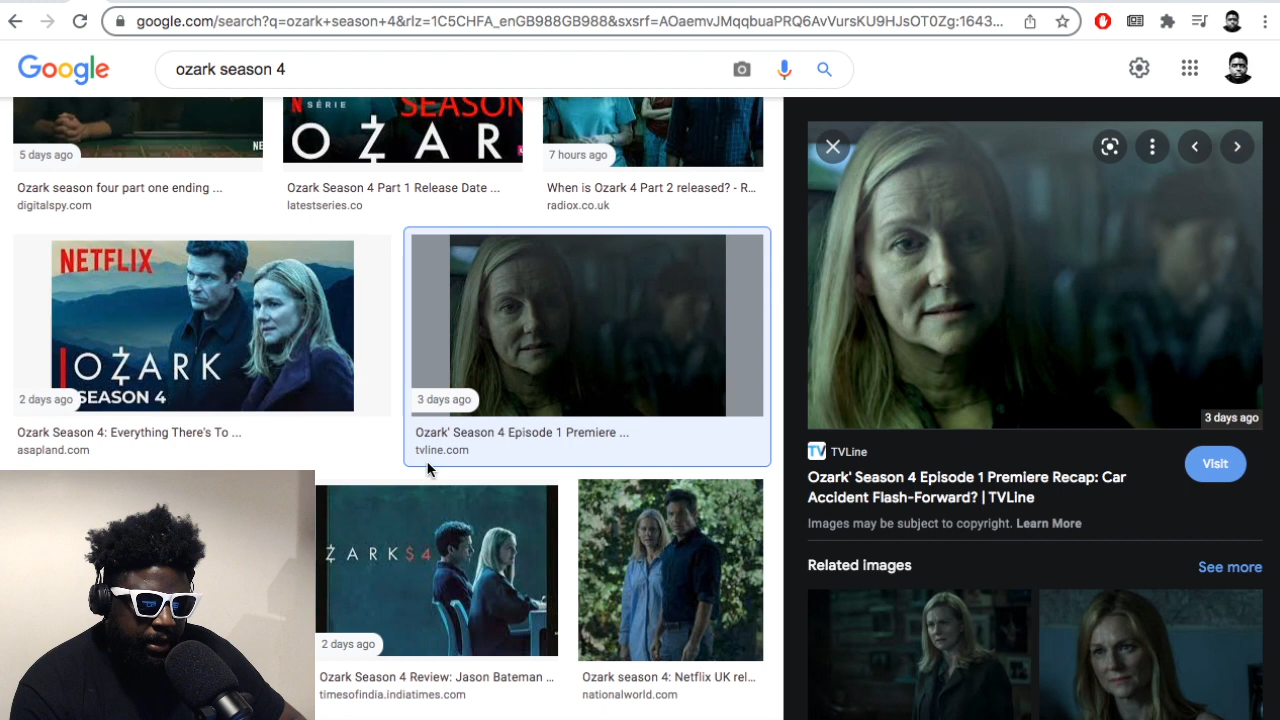 google.com/search?q=ozark+season+4&rlz=1C5CHFA_enGB988GB988&sxsrf=AOaemvJMqqbuaPRQ6AvVursKU9HJsOT0Zg:1643...
Google
ozark season 4
5 days ago
NE
N SÉRIE
SEASON
OŽAR
7 hours ago
Ozark season four part one ending ...
digitalspy.com
Ozark Season 4 Part 1 Release Date ...
latestseries.co
When is Ozark 4 Part 2 released? - R...
radiox.co.uk
NETFLIX
OŽARK
SEASON 4
2 days ago
3 days ago
Ozark Season 4: Everything There's To ...
asapland.com
Ozark' Season 4 Episode 1 Premiere ...
tvline.com
ŽARK$4
2 days ago
Ozark Season 4 Review: Jason Bateman ...
timesofindia.indiatimes.com
Ozark season 4: Netflix UK rel...
nationalworld.com
3 days ago
TV TVLine
Visit
Ozark' Season 4 Episode 1 Premiere Recap: Car
Accident Flash-Forward? | TVLine
Images may be subject to copyright. Learn More
Related images
See more